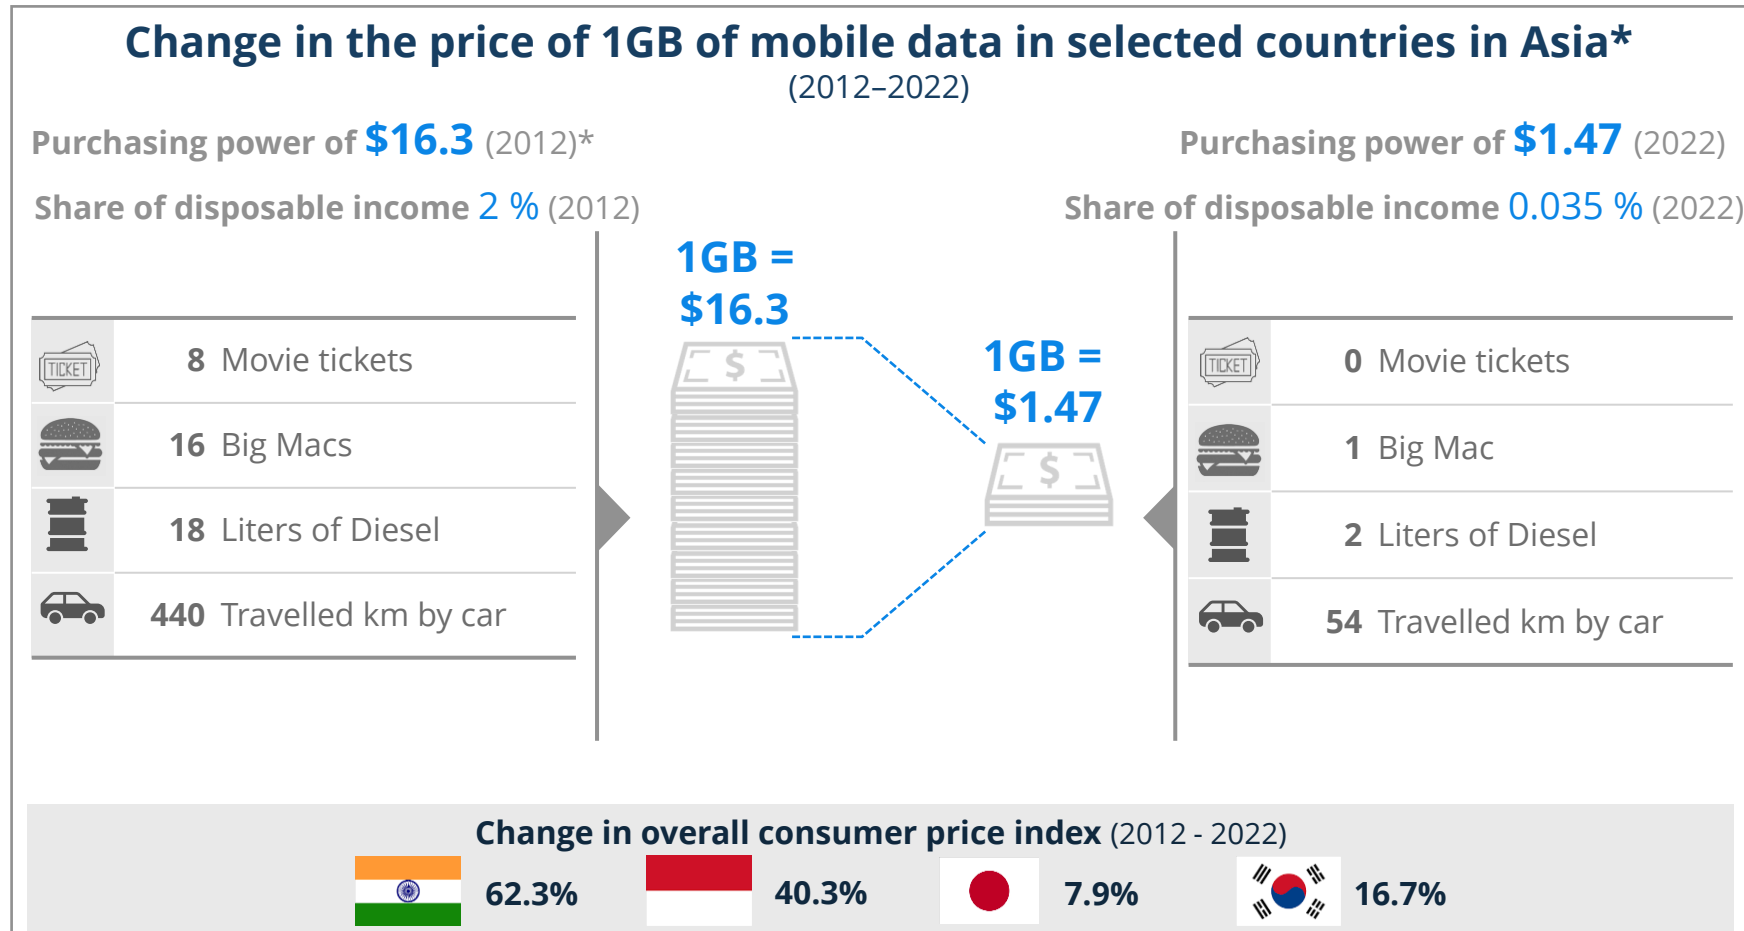 Change in the price of 1GB of mobile data in selected countries in Asia*
(2012–2022)
Purchasing power of $16.3 (2012)*
Share of disposable income 2 % (2012)
TICKET
8 Movie tickets
16 Big Macs
18 Liters of Diesel
440 Travelled km by car
1GB =
$16.3
$
1GB =
$1.47
$
Purchasing power of $1.47 (2022)
Share of disposable income 0.035 % (2022)
TICKET
0 Movie tickets
1 Big Mac
2 Liters of Diesel
54 Travelled km by car
Change in overall consumer price index (2012 - 2022)
62.3% 40.3% 7.9% 16.7%